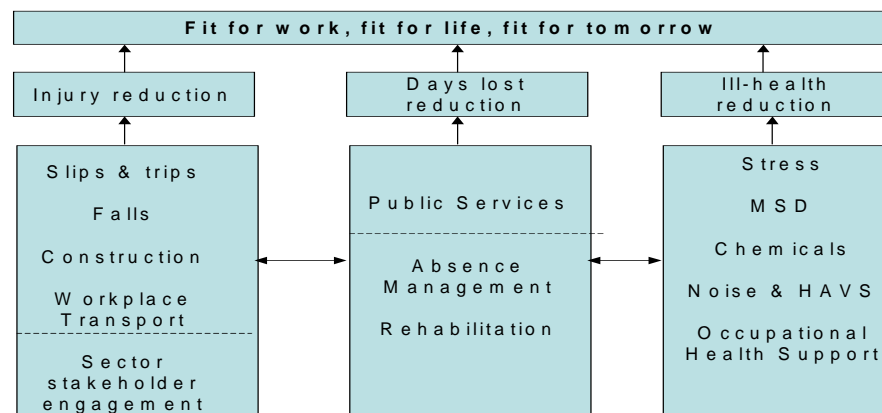 Fit for work, fit for life, fit for tomorrow
Injury reduction
Days lost
reduction
Ill-health
reduction
Slips & trips
Falls
Construction
Workplace
Transport
Sector
stakeholder
engagement
Public Services
Absence
Management
Rehabilitation
Stress
MSD
Chemicals
Noise & HAVS
Occupational
Health Support